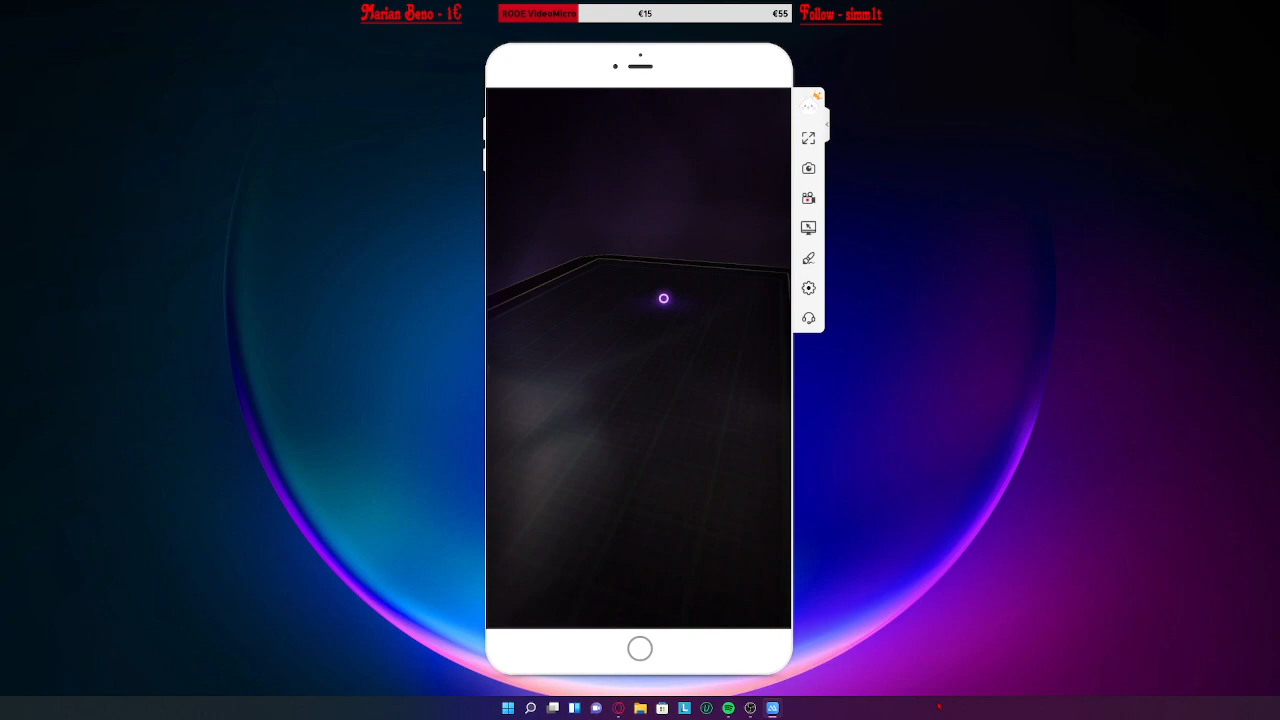 Marian Beno - 1€
RODE VideoMicro €15 €55
Follow - simm1t